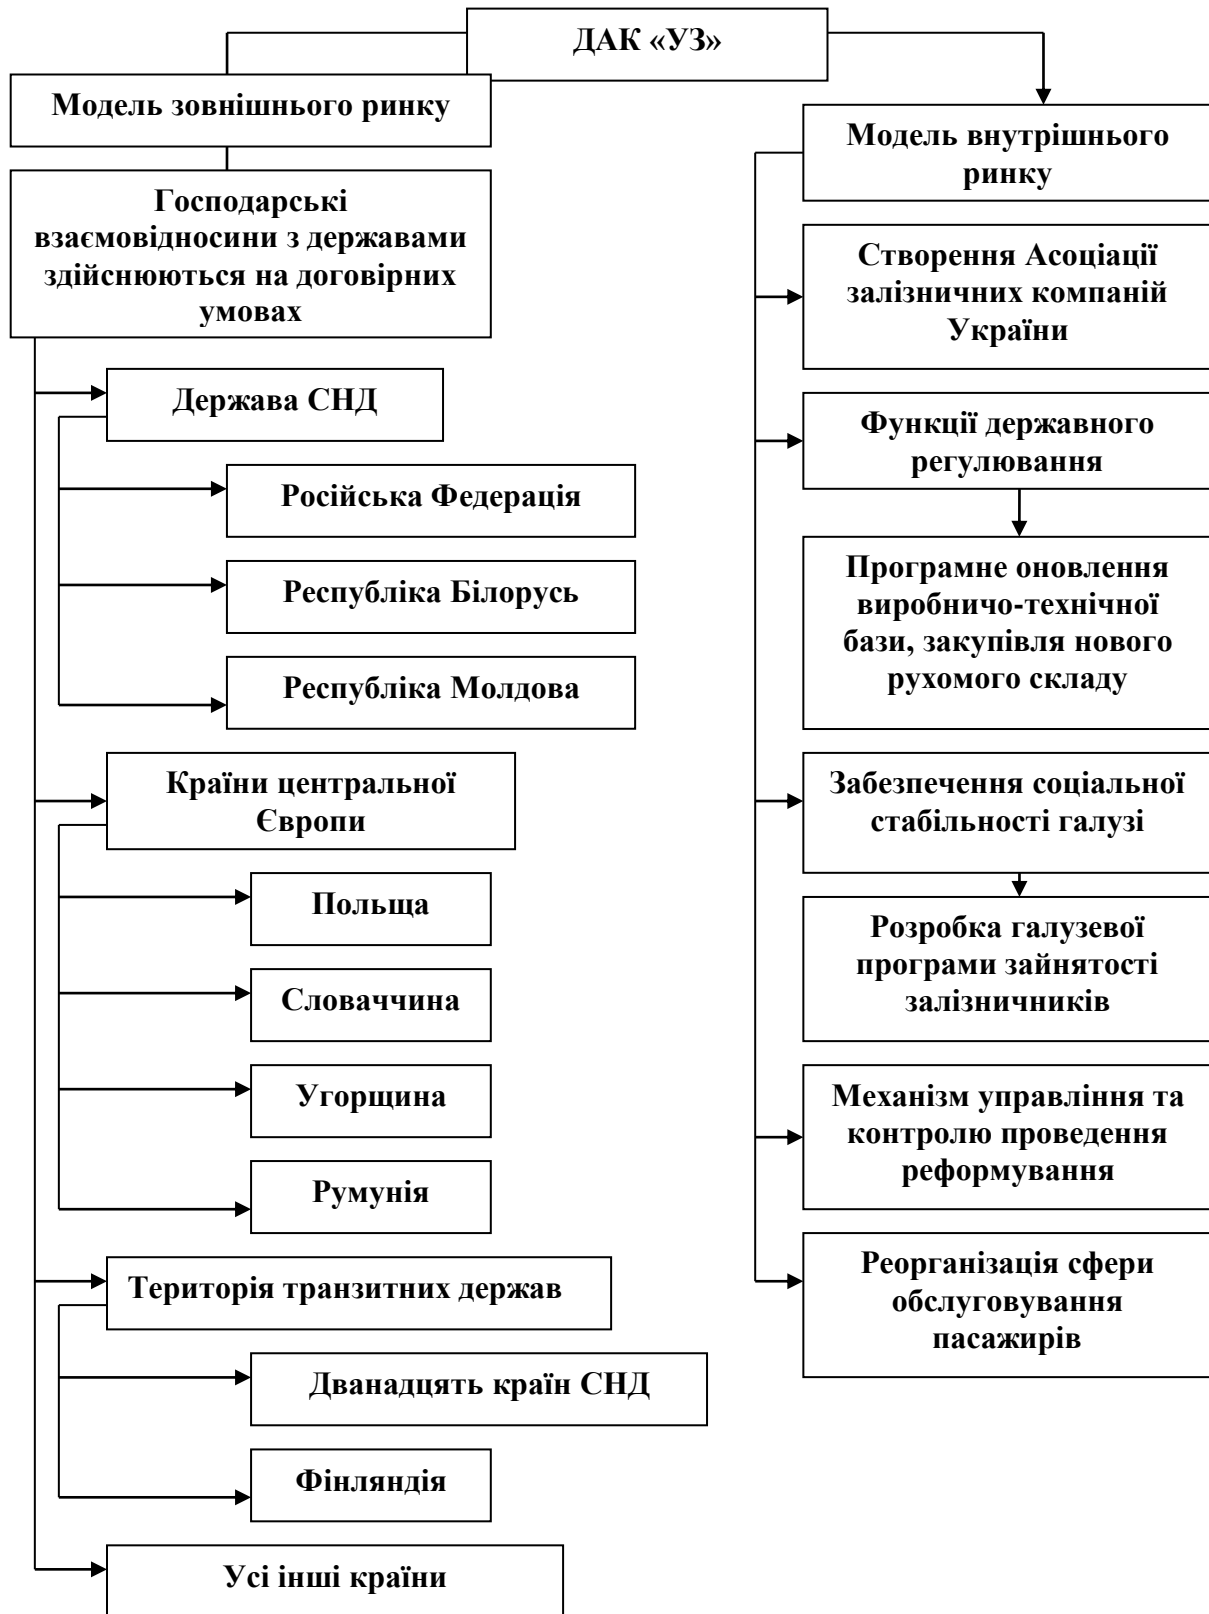 ДАК «УЗ»
Модель зовнішнього ринку
Господарські
взаємовідносини з державами
здійснюються на договірних
умовах
Держава СНД
Російська Федерація
Республіка Білорусь
Республіка Молдова
Країни центральної
Європи
Польща
Словаччина
Угорщина
Румунія
Територія транзитних держав
Дванадцять країн СНД
Фінляндія
Усі інші країни
Модель внутрішнього
ринку
Створення Асоціації
залізничних компаній
України
Функції державного
регулювання
Програмне оновлення
виробничо-технічної
бази, закупівля нового
рухомого складу
Забезпечення соціальної
стабільності галузі
Розробка галузевої
програми зайнятості
залізничників
Механізм управління та
контролю проведення
реформування
Реорганізація сфери
обслуговування
пасажирів